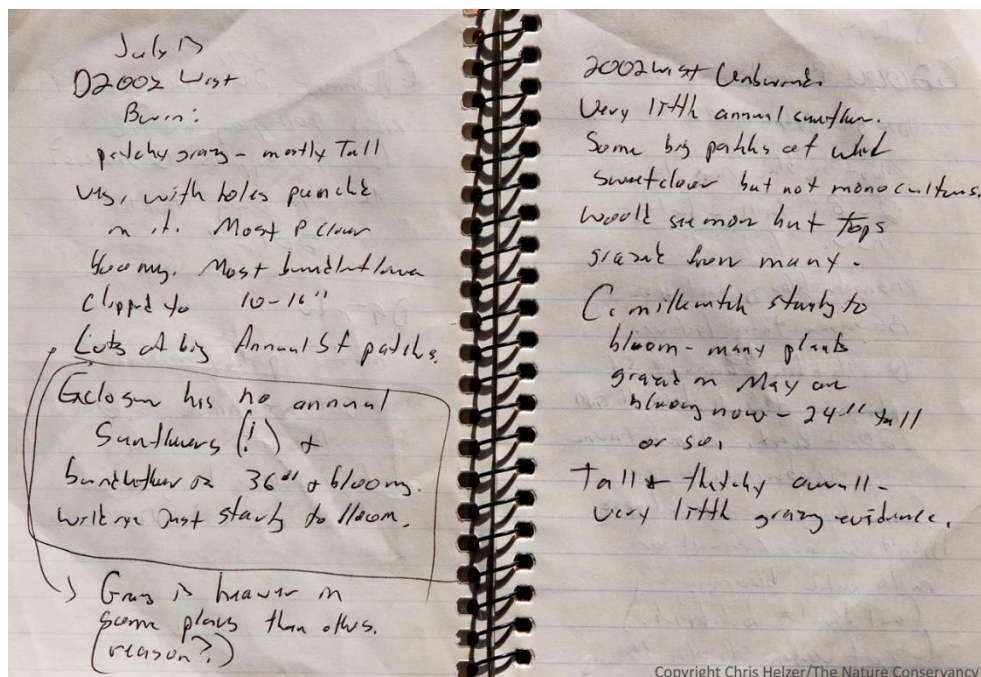 July 13
D2002 West
Burn:
patchy grazing - mostly Tall
veg, with holes punched
in it. Most P clover
blooming. Most bundleflower
clipped to 10-16"
Lots of big Annual SF patches.
Exclosure has no annual
Sunflowers (!) +
bundleflower is 36" + blooming.
wildrye Just starting to bloom.
Grazing is heavier in
some places than others.
(reason?)
2002 West Unburned.
Very little annual sunflower.
Some big patches of
sweetclover but not monocultures.
Would see more but Tops
grazed from many.
C. milkvetch starting to
bloom - many plants
grazed in May are
blooming now - 24" tall
or so.
Tall + thatchy overall -
very little grazing evidence.
Copyright Chris Helzer/The Nature Conservancy